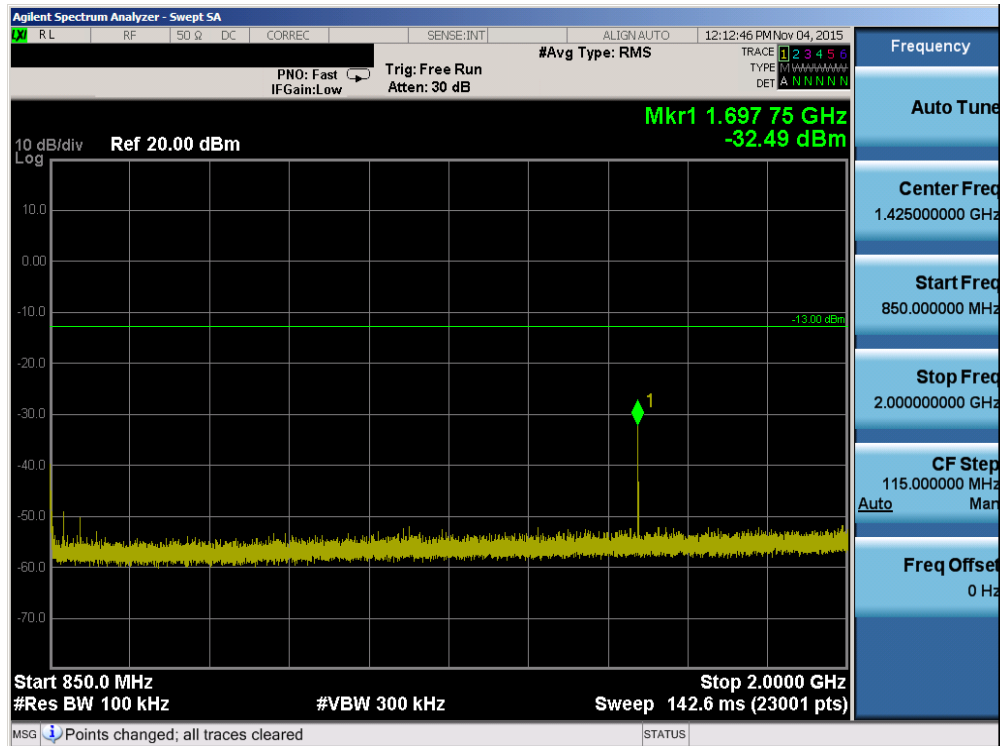 Agilent Spectrum Analyzer - Swept SA
LXI RL RF 50 Ω DC CORREC SENSE:INT ALIGNAUTO 12:12:46 PMNov 04, 2015
#Avg Type: RMS TRACE 1 2 3 4 5 6
PNO: Fast Trig: Free Run TYPE M W W W W W
IFGain:Low Atten: 30 dB DET A N N N N N
Mkr1 1.697 75 GHz
-32.49 dBm
10 dB/div Ref 20.00 dBm
Log
10.0
0.00
-10.0
-13.00 dBm
-20.0
1
-30.0
-40.0
-50.0
-60.0
-70.0
Start 850.0 MHz Stop 2.0000 GHz
#Res BW 100 kHz #VBW 300 kHz Sweep 142.6 ms (23001 pts)
MSG Points changed; all traces cleared STATUS
Frequency
Auto Tune
Center Freq
1.425000000 GHz
Start Freq
850.000000 MHz
Stop Freq
2.000000000 GHz
CF Step
115.000000 MHz
Auto Man
Freq Offset
0 Hz